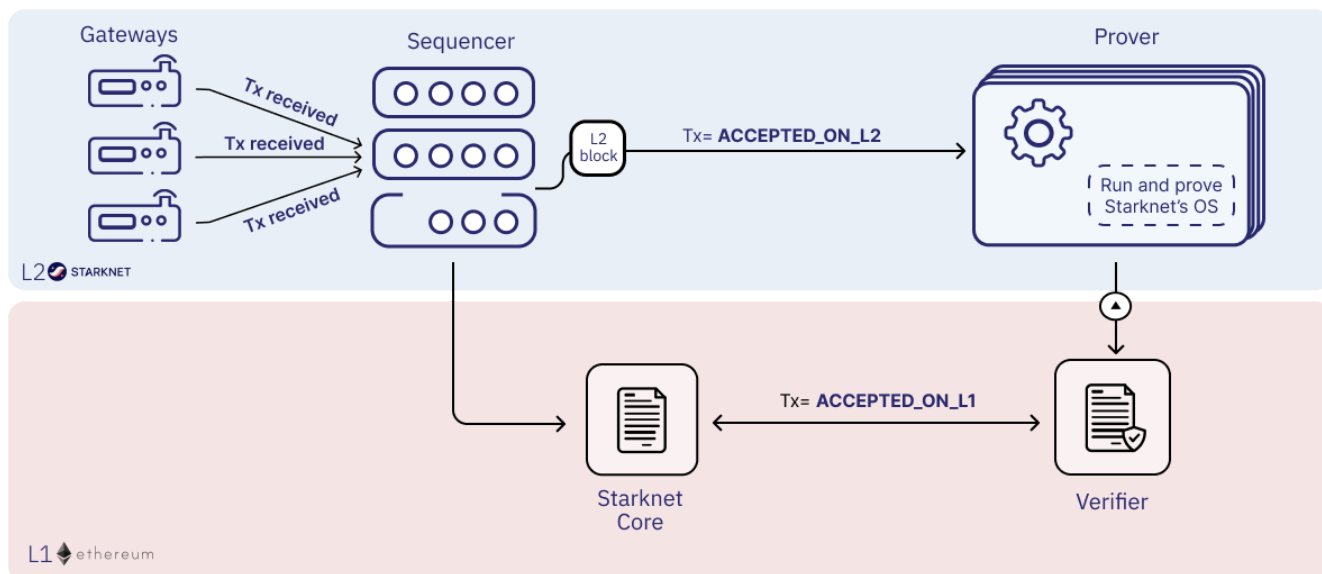 Gateways
Sequencer
Prover
Tx received
Tx received
Tx received
L2
block
Tx= ACCEPTED_ON_L2
Run and prove
Starknet’s OS
L2 STARKNET
Tx= ACCEPTED_ON_L1
Starknet
Core
Verifier
L1 ethereum